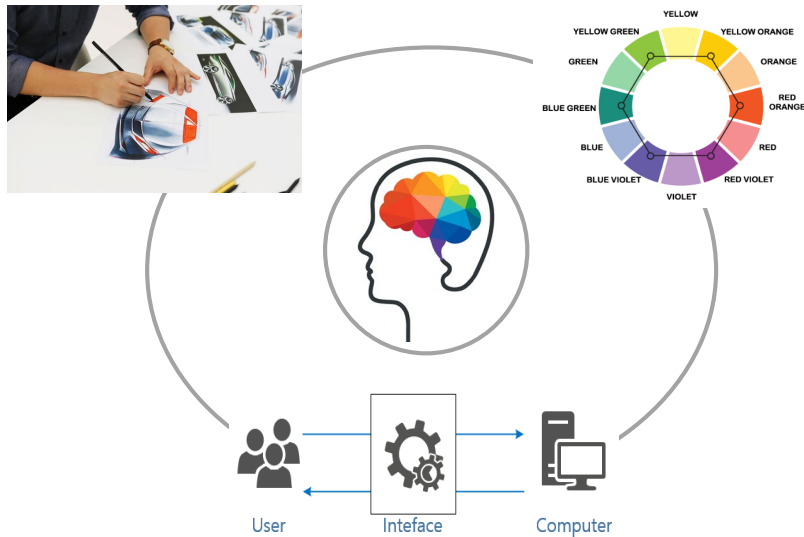 YELLOW
YELLOW GREEN
YELLOW ORANGE
GREEN
ORANGE
BLUE GREEN
RED
ORANGE
BLUE
RED
BLUE VIOLET
RED VIOLET
VIOLET
User
Inteface
Computer